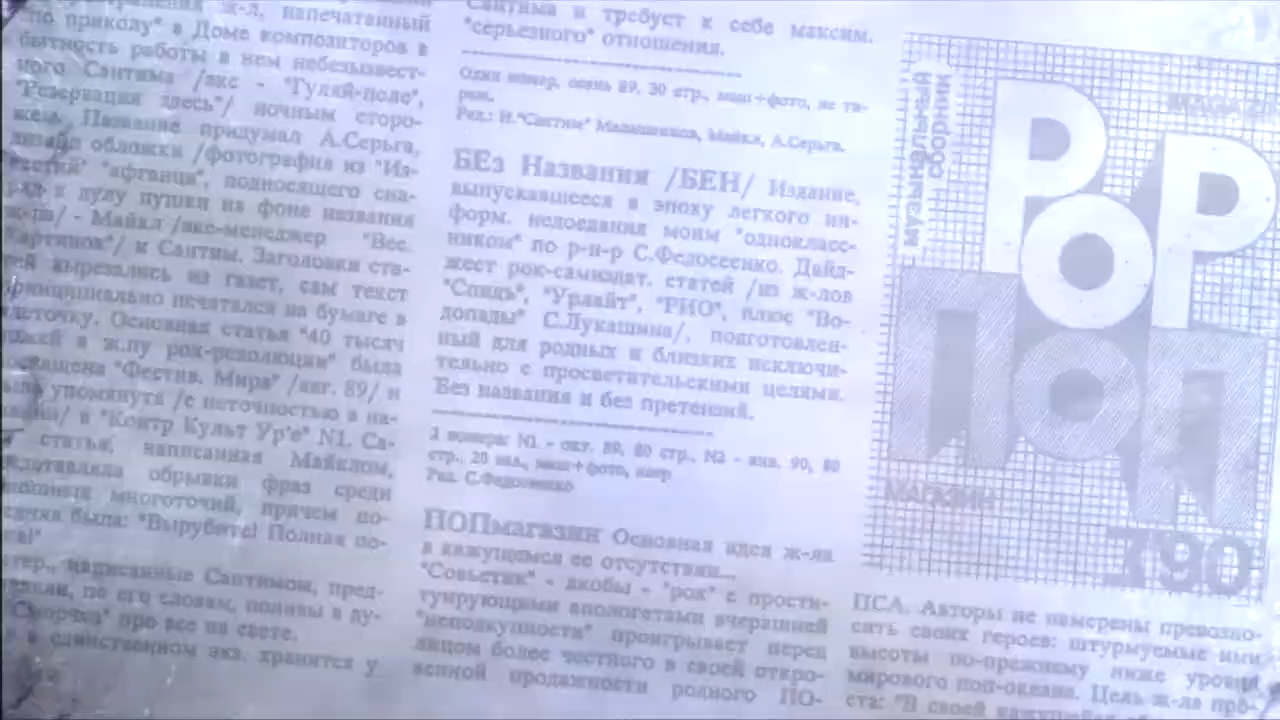 ж-л, напечатанный
"по приколу" в Доме композиторов в
бытность работы в нем небезызвест-
ного Сантима /экс - "Гуляй-поле",
"Резервация здесь"/ ночным сторо-
жем. Название придумал А.Серьга,
дизайн обложки /фотография из "Из-
вестий" "афганца", подносящего сна-
ряд к дулу пушки на фоне названия
ж-ла/ - Майкл /экс-менеджер "Вес.
Картинок"/ и Сантим. Заголовки ста-
тей вырезались из газет, сам текст
принципиально печатался на бумаге в
клеточку. Основная статья "40 тысяч
рок-революции" была
посвящена "Фестив. Мира" /авг. 89/ и
была упомянута /с неточностью в на-
звании/ в "Контр Культ Ур'е" N1. Са-
ма статья, написанная Майклом,
представляла обрывки фраз среди
многоточий, причем по-
была: "Вырубите! Полная по-
написанные Сантимом, пред-
по его словам, поливы в ду-
"Сморчка" про все на свете.
в единственном экз. хранится у
Сантима и требует к себе максим.
"серьезного" отношения.
Один номер, осень 89, 30 стр., маш+фото, не ти-
раж.
Ред.: И."Сантим" Малашенков, Майкл, А.Серьга.
БЕз Названия /БЕН/ Издание,
выпускавшееся в эпоху легкого ин-
форм. недоедания моим "однокласс-
ником" по р-н-р С.Федосеенко. Дайд-
жест рок-самиздат. статей /из ж-лов
"Спидъ", "Урлайт", "РИО", плюс "Во-
допады" С.Лукашина/, подготовлен-
ный для родных и близких исключи-
тельно с просветительскими целями.
Без названия и без претензий.
2 номера: N1 - окт. 89, 80 стр., N2 - янв. 90, 80
стр., 20 экз., маш+фото, ксер
Ред. С.Федосеенко
ПОПмагазин Основная идея ж-ла
в кажущемся ее отсутствии...
"Совьетик" - якобы - "рок" с прости-
туирующими апологетами вчерашней
"неподкупности" проигрывает перед
лицом более честного в своей откро-
венной продажности родного ПО-
МУЗЫКАЛЬНЫЙ
СБОРНИК
POP
MAGAZIN
ПОП
МАГАЗИН
1'90
ПСА. Авторы не намерены превозно-
сить своих героев: штурмуемые ими
высоты по-прежнему ниже уровня
мирового поп-океана. Цель ж-ла про-
ста: "В своей кажущейся